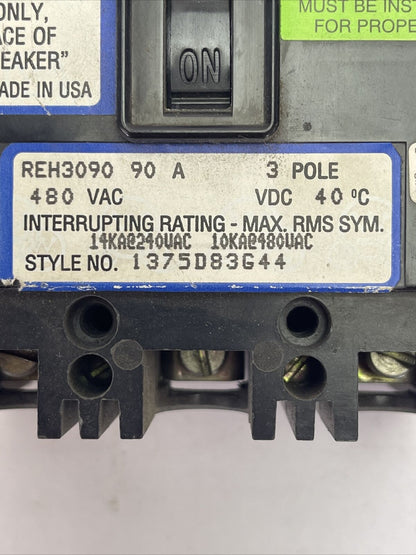 ONLY,
ACE OF
EAKER”
ADE IN USA
ON
MUST BE INS
FOR PROPE
REH3090 90 A 3 POLE
480 VAC VDC 40 ºC
INTERRUPTING RATING - MAX. RMS SYM.
14KA@240VAC 10KA@480VAC
STYLE NO. 1375D83G44